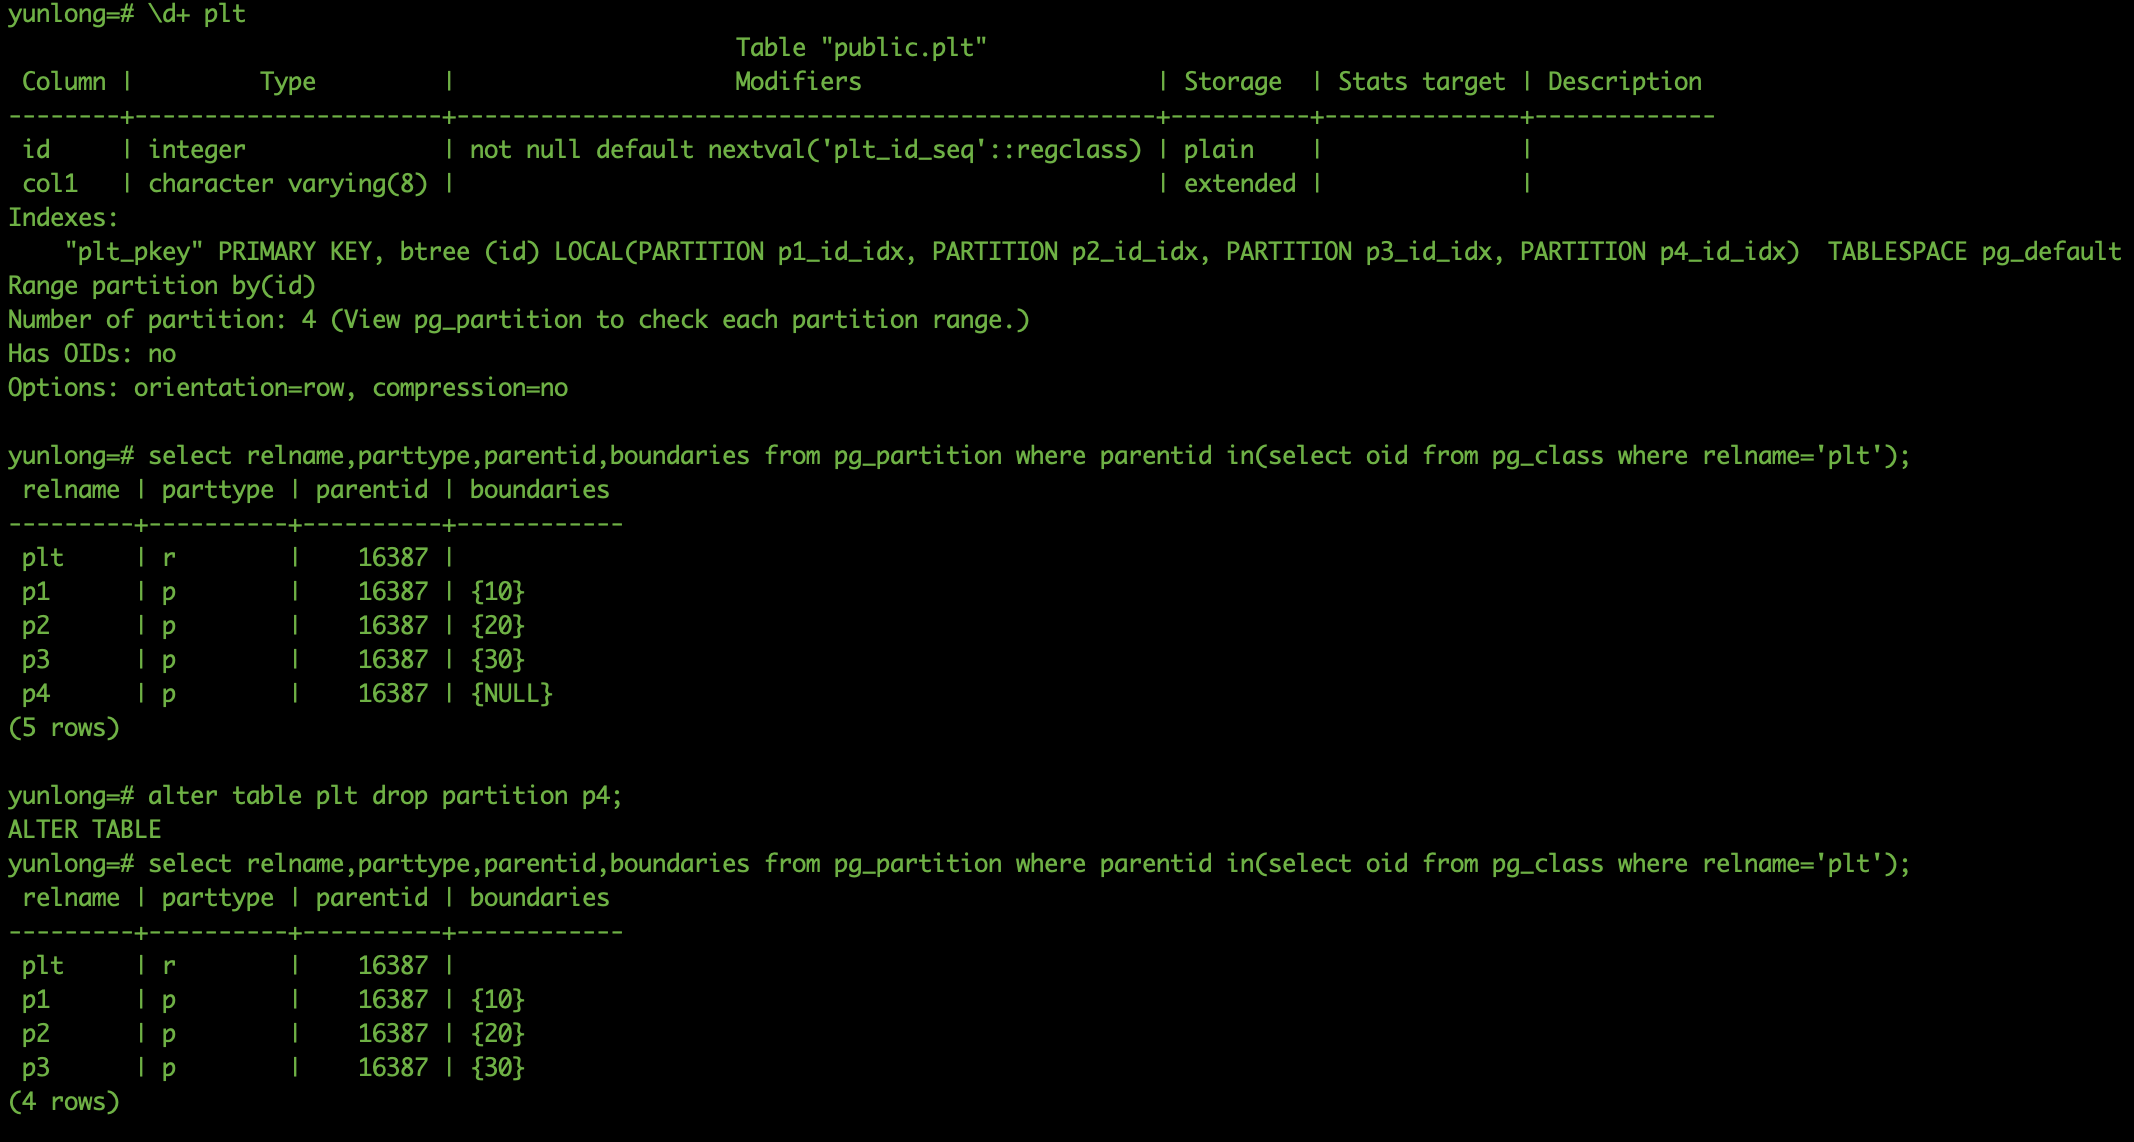 yunlong=# \d+ plt
                                                    Table "public.plt"
 Column |         Type         |                    Modifiers                     | Storage  | Stats target | Description
--------+----------------------+--------------------------------------------------+----------+--------------+-------------
 id     | integer              | not null default nextval('plt_id_seq'::regclass) | plain    |              |
 col1   | character varying(8) |                                                  | extended |              |
Indexes:
    "plt_pkey" PRIMARY KEY, btree (id) LOCAL(PARTITION p1_id_idx, PARTITION p2_id_idx, PARTITION p3_id_idx, PARTITION p4_id_idx)  TABLESPACE pg_default
Range partition by(id)
Number of partition: 4 (View pg_partition to check each partition range.)
Has OIDs: no
Options: orientation=row, compression=no

yunlong=# select relname,parttype,parentid,boundaries from pg_partition where parentid in(select oid from pg_class where relname='plt');
 relname | parttype | parentid | boundaries
---------+----------+----------+------------
 plt     | r        |    16387 |
 p1      | p        |    16387 | {10}
 p2      | p        |    16387 | {20}
 p3      | p        |    16387 | {30}
 p4      | p        |    16387 | {NULL}
(5 rows)

yunlong=# alter table plt drop partition p4;
ALTER TABLE
yunlong=# select relname,parttype,parentid,boundaries from pg_partition where parentid in(select oid from pg_class where relname='plt');
 relname | parttype | parentid | boundaries
---------+----------+----------+------------
 plt     | r        |    16387 |
 p1      | p        |    16387 | {10}
 p2      | p        |    16387 | {20}
 p3      | p        |    16387 | {30}
(4 rows)